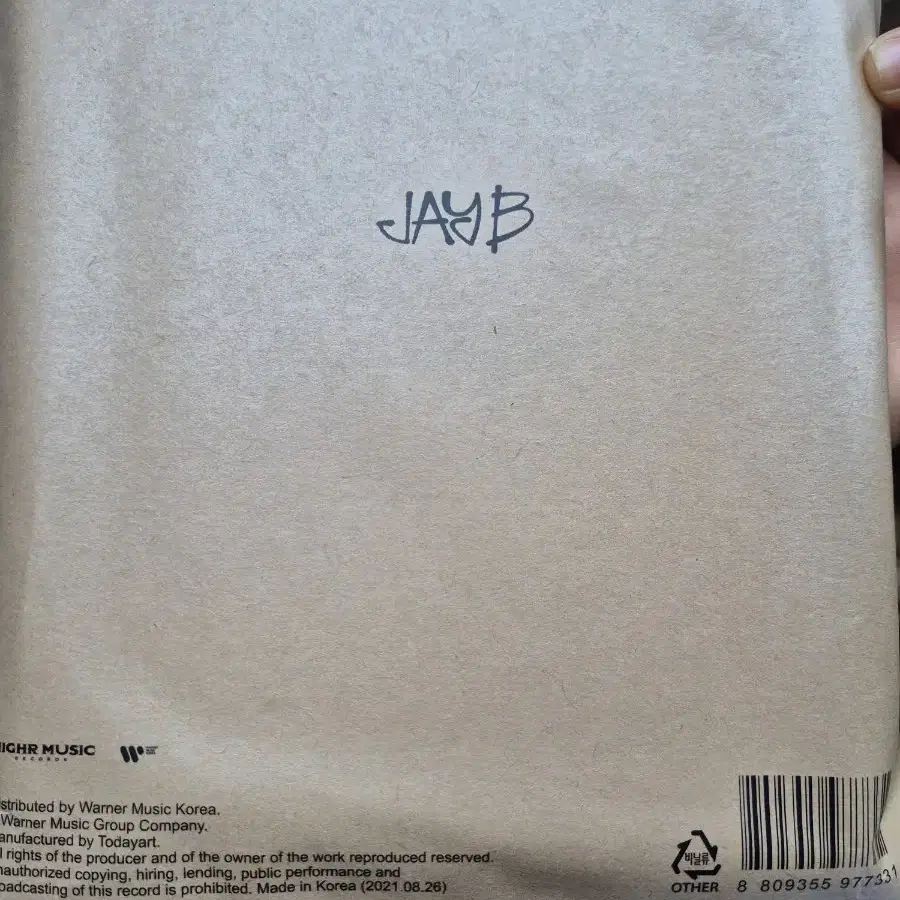 JAY B
IGHR MUSIC
RECORDS
stributed by Warner Music Korea.
Warner Music Group Company.
anufactured by Todayart.
l rights of the producer and of the owner of the work reproduced reserved.
nauthorized copying, hiring, lending, public performance and
oadcasting of this record is prohibited. Made in Korea (2021.08.26)
비닐류
OTHER
8 809355 977331